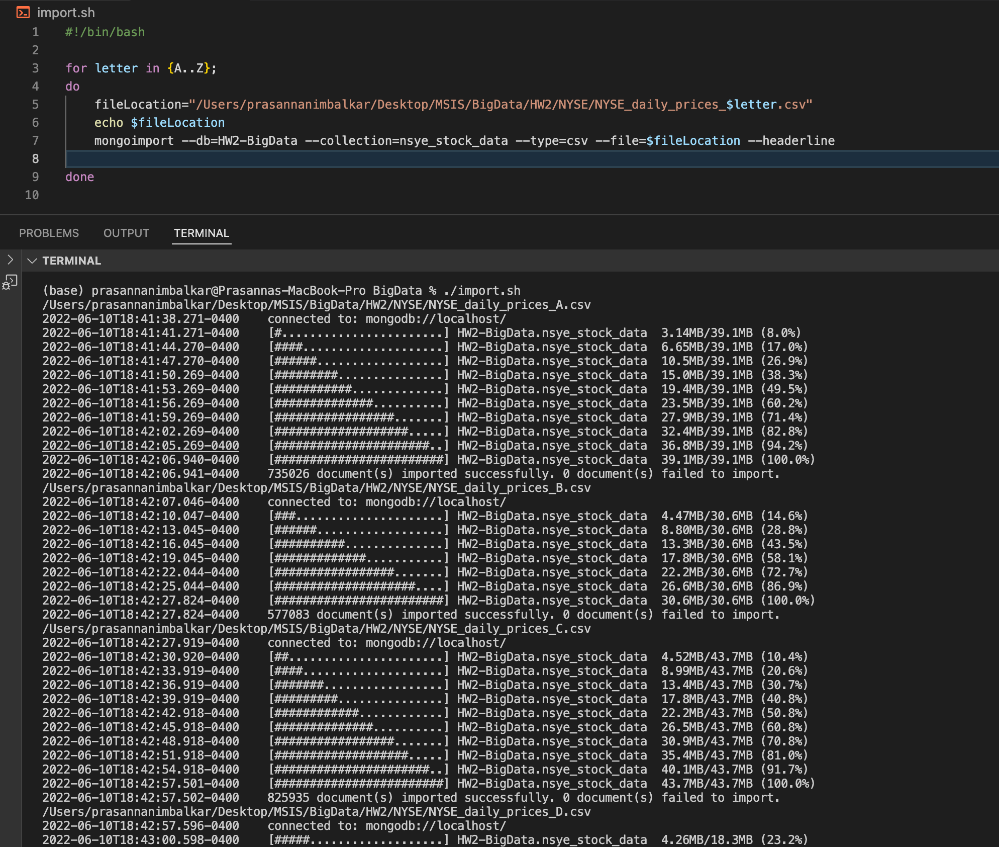 import.sh
1 #!/bin/bash
2
3 for letter in {A..Z};
4 do
5 fileLocation="/Users/prasannanimbalkar/Desktop/MSIS/BigData/HW2/NYSE/NYSE_daily_prices_$letter.csv"
6 echo $fileLocation
7 mongoimport --db=HW2-BigData --collection=nsye_stock_data --type=csv --file=$fileLocation --headerline
8
9 done
10
PROBLEMS OUTPUT TERMINAL
TERMINAL
(base) prasannanimbalkar@Prasannas-MacBook-Pro BigData % ./import.sh
/Users/prasannanimbalkar/Desktop/MSIS/BigData/HW2/NYSE/NYSE_daily_prices_A.csv
2022-06-10T18:41:38.271-0400 connected to: mongodb://localhost/
2022-06-10T18:41:41.271-0400 [#.......................] HW2-BigData.nsye_stock_data 3.14MB/39.1MB (8.0%)
2022-06-10T18:41:44.270-0400 [####....................] HW2-BigData.nsye_stock_data 6.65MB/39.1MB (17.0%)
2022-06-10T18:41:47.270-0400 [######..................] HW2-BigData.nsye_stock_data 10.5MB/39.1MB (26.9%)
2022-06-10T18:41:50.269-0400 [#########...............] HW2-BigData.nsye_stock_data 15.0MB/39.1MB (38.3%)
2022-06-10T18:41:53.269-0400 [###########.............] HW2-BigData.nsye_stock_data 19.4MB/39.1MB (49.5%)
2022-06-10T18:41:56.269-0400 [##############..........] HW2-BigData.nsye_stock_data 23.5MB/39.1MB (60.2%)
2022-06-10T18:41:59.269-0400 [#################.......] HW2-BigData.nsye_stock_data 27.9MB/39.1MB (71.4%)
2022-06-10T18:42:02.269-0400 [###################.....] HW2-BigData.nsye_stock_data 32.4MB/39.1MB (82.8%)
2022-06-10T18:42:05.269-0400 [######################..] HW2-BigData.nsye_stock_data 36.8MB/39.1MB (94.2%)
2022-06-10T18:42:06.940-0400 [########################] HW2-BigData.nsye_stock_data 39.1MB/39.1MB (100.0%)
2022-06-10T18:42:06.941-0400 735026 document(s) imported successfully. 0 document(s) failed to import.
/Users/prasannanimbalkar/Desktop/MSIS/BigData/HW2/NYSE/NYSE_daily_prices_B.csv
2022-06-10T18:42:07.046-0400 connected to: mongodb://localhost/
2022-06-10T18:42:10.047-0400 [###.....................] HW2-BigData.nsye_stock_data 4.47MB/30.6MB (14.6%)
2022-06-10T18:42:13.045-0400 [######..................] HW2-BigData.nsye_stock_data 8.80MB/30.6MB (28.8%)
2022-06-10T18:42:16.045-0400 [##########..............] HW2-BigData.nsye_stock_data 13.3MB/30.6MB (43.5%)
2022-06-10T18:42:19.045-0400 [#############...........] HW2-BigData.nsye_stock_data 17.8MB/30.6MB (58.1%)
2022-06-10T18:42:22.044-0400 [#################.......] HW2-BigData.nsye_stock_data 22.2MB/30.6MB (72.7%)
2022-06-10T18:42:25.044-0400 [####################....] HW2-BigData.nsye_stock_data 26.6MB/30.6MB (86.9%)
2022-06-10T18:42:27.824-0400 [########################] HW2-BigData.nsye_stock_data 30.6MB/30.6MB (100.0%)
2022-06-10T18:42:27.824-0400 577083 document(s) imported successfully. 0 document(s) failed to import.
/Users/prasannanimbalkar/Desktop/MSIS/BigData/HW2/NYSE/NYSE_daily_prices_C.csv
2022-06-10T18:42:27.919-0400 connected to: mongodb://localhost/
2022-06-10T18:42:30.920-0400 [##......................] HW2-BigData.nsye_stock_data 4.52MB/43.7MB (10.4%)
2022-06-10T18:42:33.919-0400 [####....................] HW2-BigData.nsye_stock_data 8.99MB/43.7MB (20.6%)
2022-06-10T18:42:36.919-0400 [#######.................] HW2-BigData.nsye_stock_data 13.4MB/43.7MB (30.7%)
2022-06-10T18:42:39.919-0400 [#########...............] HW2-BigData.nsye_stock_data 17.8MB/43.7MB (40.8%)
2022-06-10T18:42:42.918-0400 [############............] HW2-BigData.nsye_stock_data 22.2MB/43.7MB (50.8%)
2022-06-10T18:42:45.918-0400 [##############..........] HW2-BigData.nsye_stock_data 26.5MB/43.7MB (60.8%)
2022-06-10T18:42:48.918-0400 [#################.......] HW2-BigData.nsye_stock_data 30.9MB/43.7MB (70.8%)
2022-06-10T18:42:51.918-0400 [###################.....] HW2-BigData.nsye_stock_data 35.4MB/43.7MB (81.0%)
2022-06-10T18:42:54.918-0400 [######################..] HW2-BigData.nsye_stock_data 40.1MB/43.7MB (91.7%)
2022-06-10T18:42:57.501-0400 [########################] HW2-BigData.nsye_stock_data 43.7MB/43.7MB (100.0%)
2022-06-10T18:42:57.502-0400 825935 document(s) imported successfully. 0 document(s) failed to import.
/Users/prasannanimbalkar/Desktop/MSIS/BigData/HW2/NYSE/NYSE_daily_prices_D.csv
2022-06-10T18:42:57.596-0400 connected to: mongodb://localhost/
2022-06-10T18:43:00.598-0400 [#####...................] HW2-BigData.nsye_stock_data 4.26MB/18.3MB (23.2%)